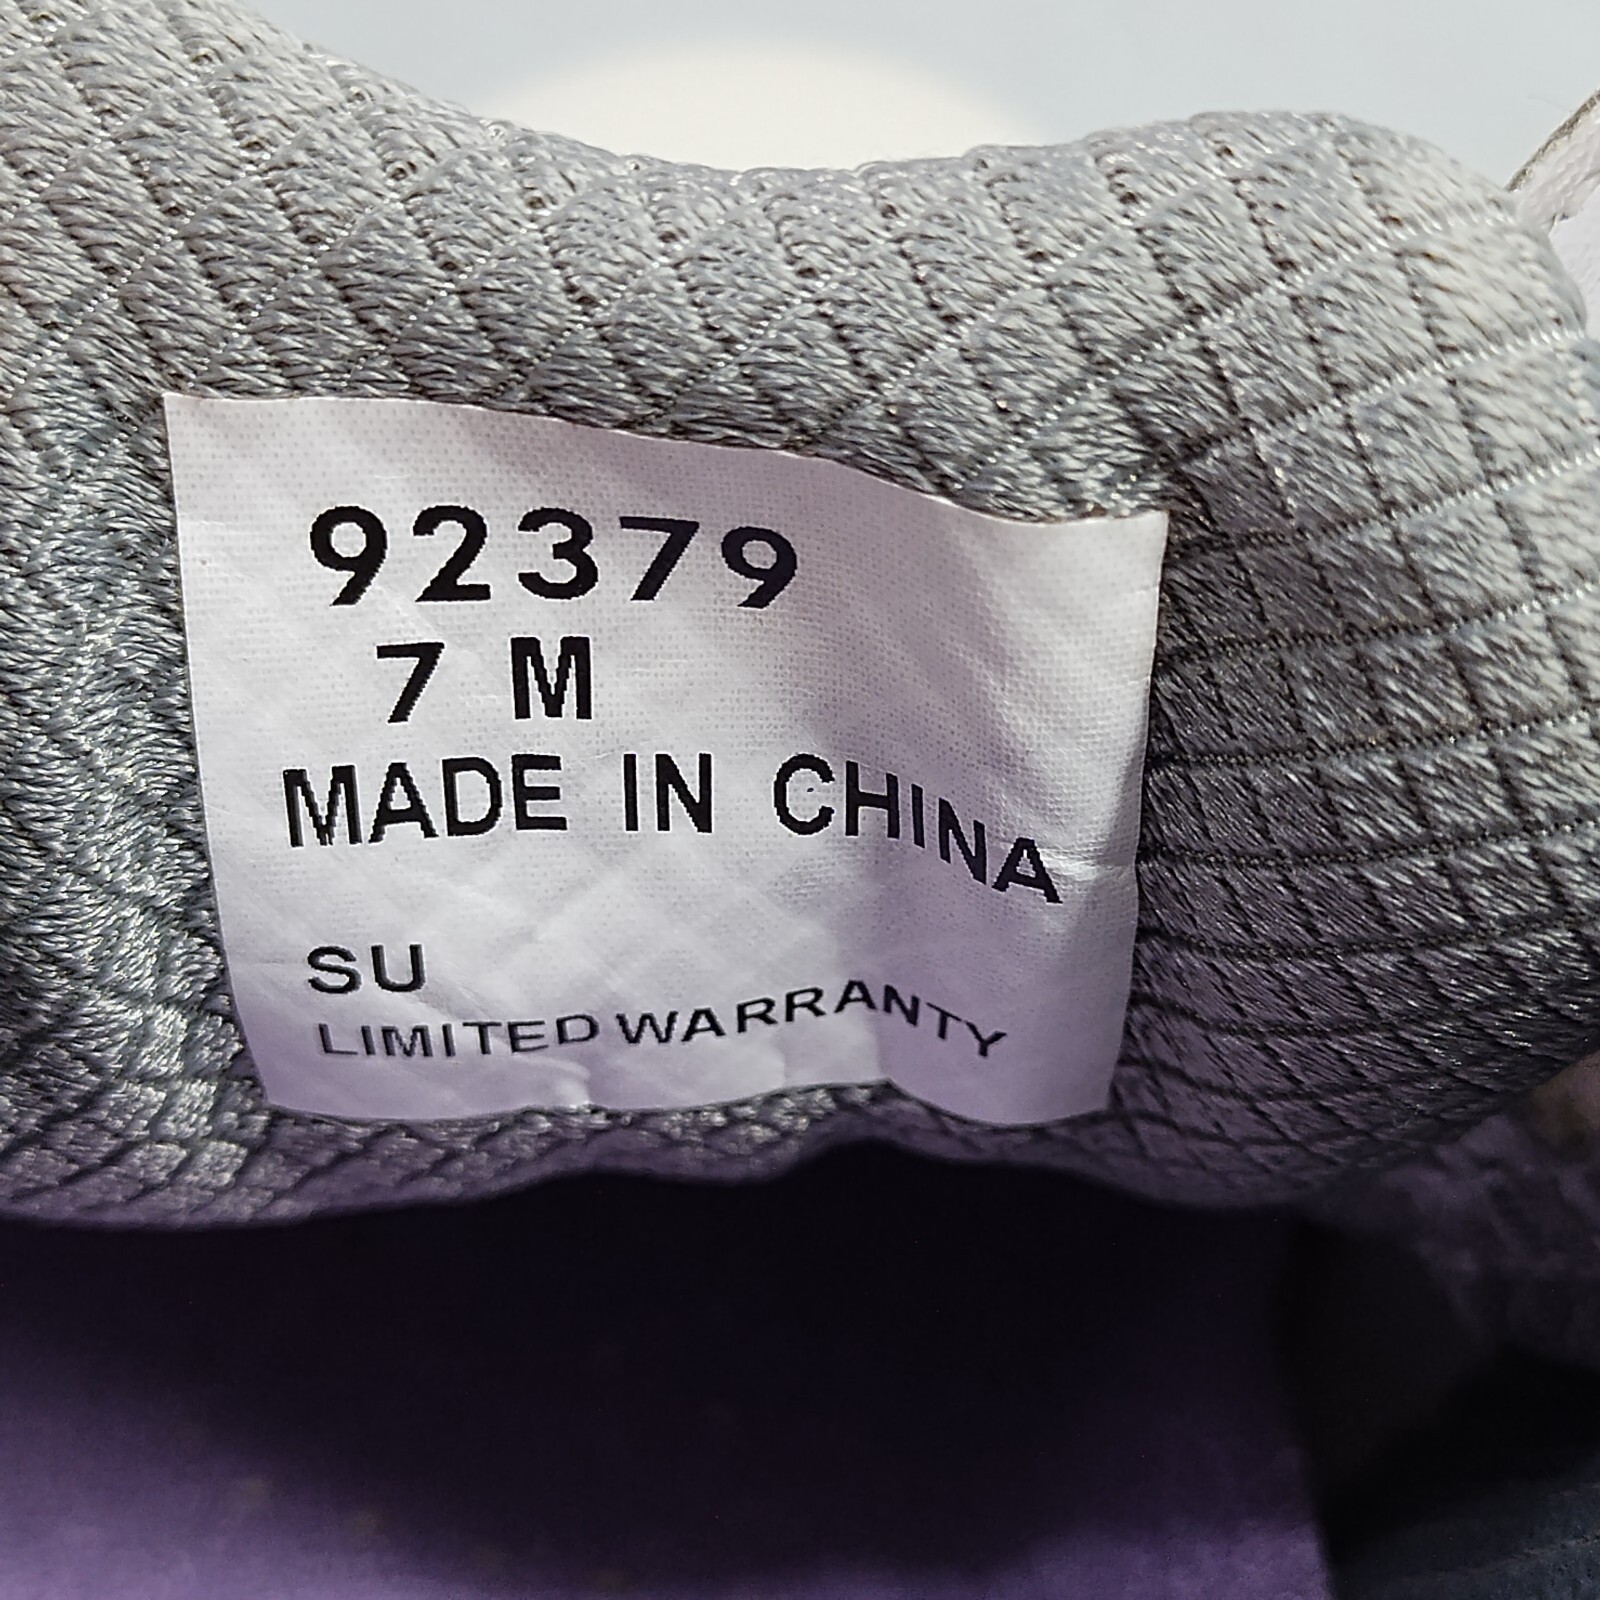 92379
7 M
MADE IN CHINA
SU
LIMITED WARRANTY